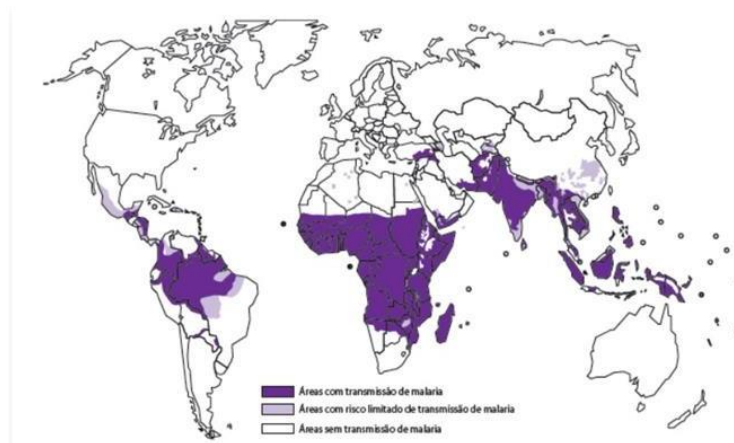 Áreas com transmissão de malaria
Áreas com risco limitado de transmissão de malaria
Áreas sem transmissão de malaria